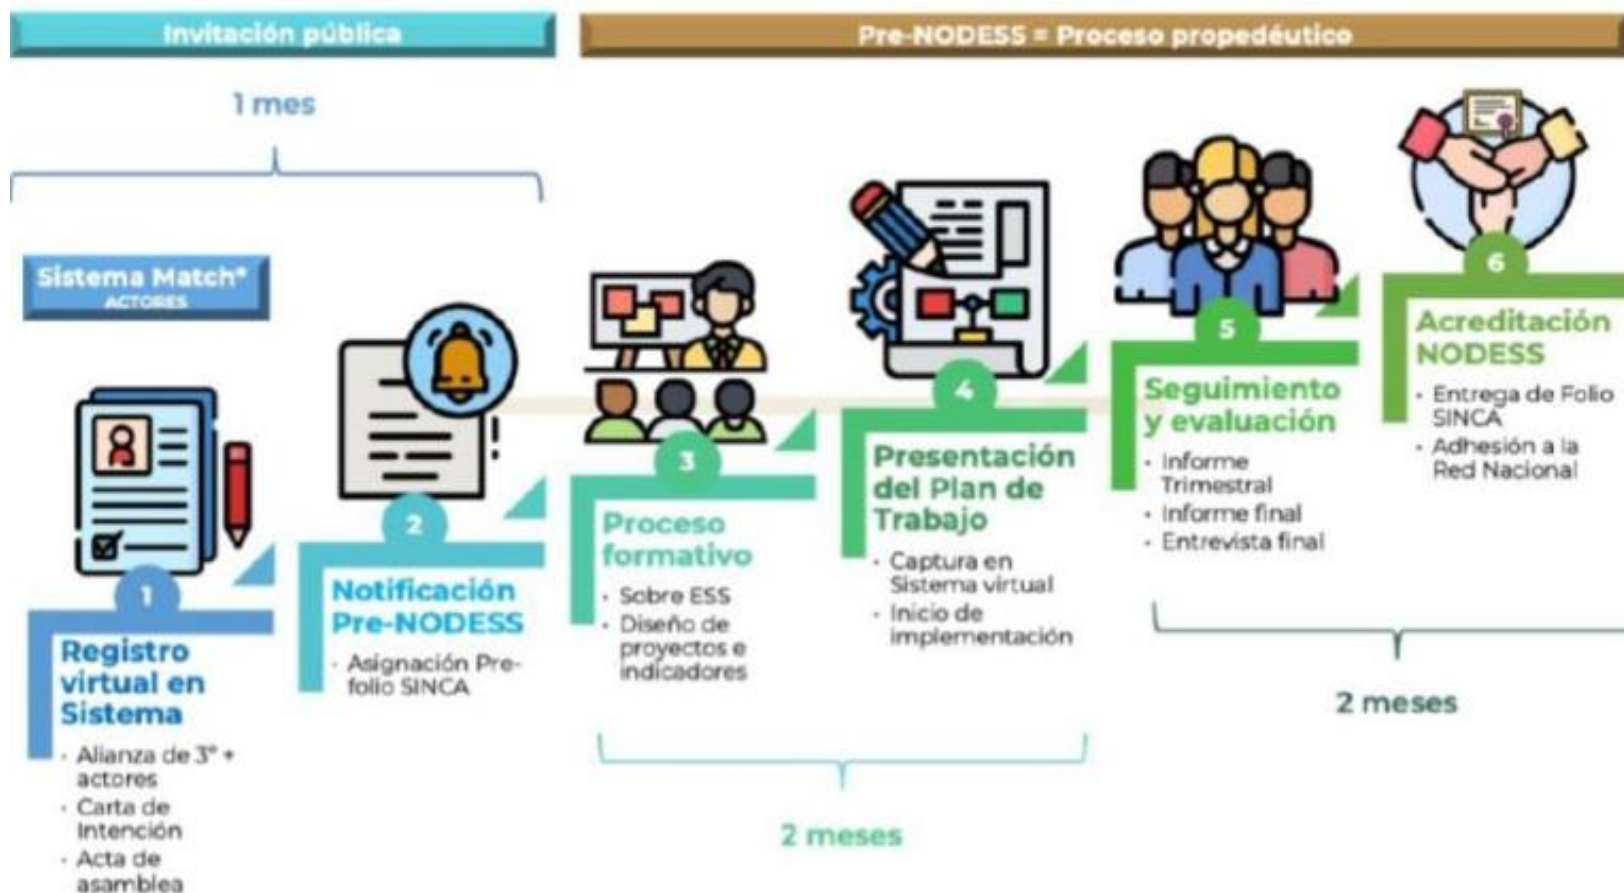 Invitación pública
Pre-NODESS = Proceso propedéutico
1 mes
Sistema Match*
ACTORES
1
Registro
virtual en
Sistema
· Alianza de 3° +
actores
· Carta de
Intención
· Acta de
asamblea
2
Notificación
Pre-NODESS
· Asignación Pre-
folio SINCA
3
Proceso
formativo
· Sobre ESS
· Diseño de
proyectos e
indicadores
4
Presentación
del Plan de
Trabajo
· Captura en
Sistema virtual
· Inicio de
implementación
2 meses
5
Seguimiento
y evaluación
· Informe
Trimestral
· Informe final
· Entrevista final
6
Acreditación
NODESS
· Entrega de Folio
SINCA
· Adhesión a la
Red Nacional
2 meses